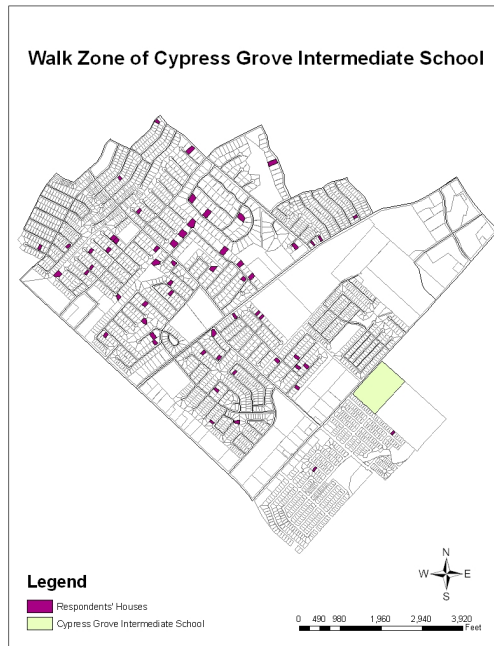 Walk Zone of Cypress Grove Intermediate School
N
W E
S
Legend
Respondents' Houses
Cypress Grove Intermediate School
0 490 980 1,960 2,940 3,920
Feet